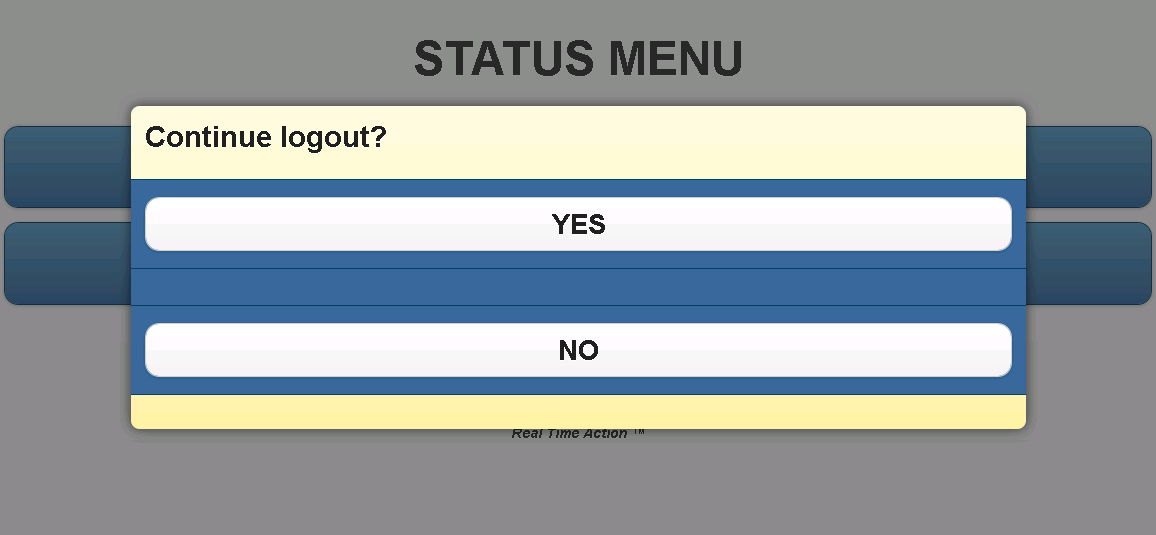 STATUS MENU
Continue logout?
YES
NO
Real Time Action ™